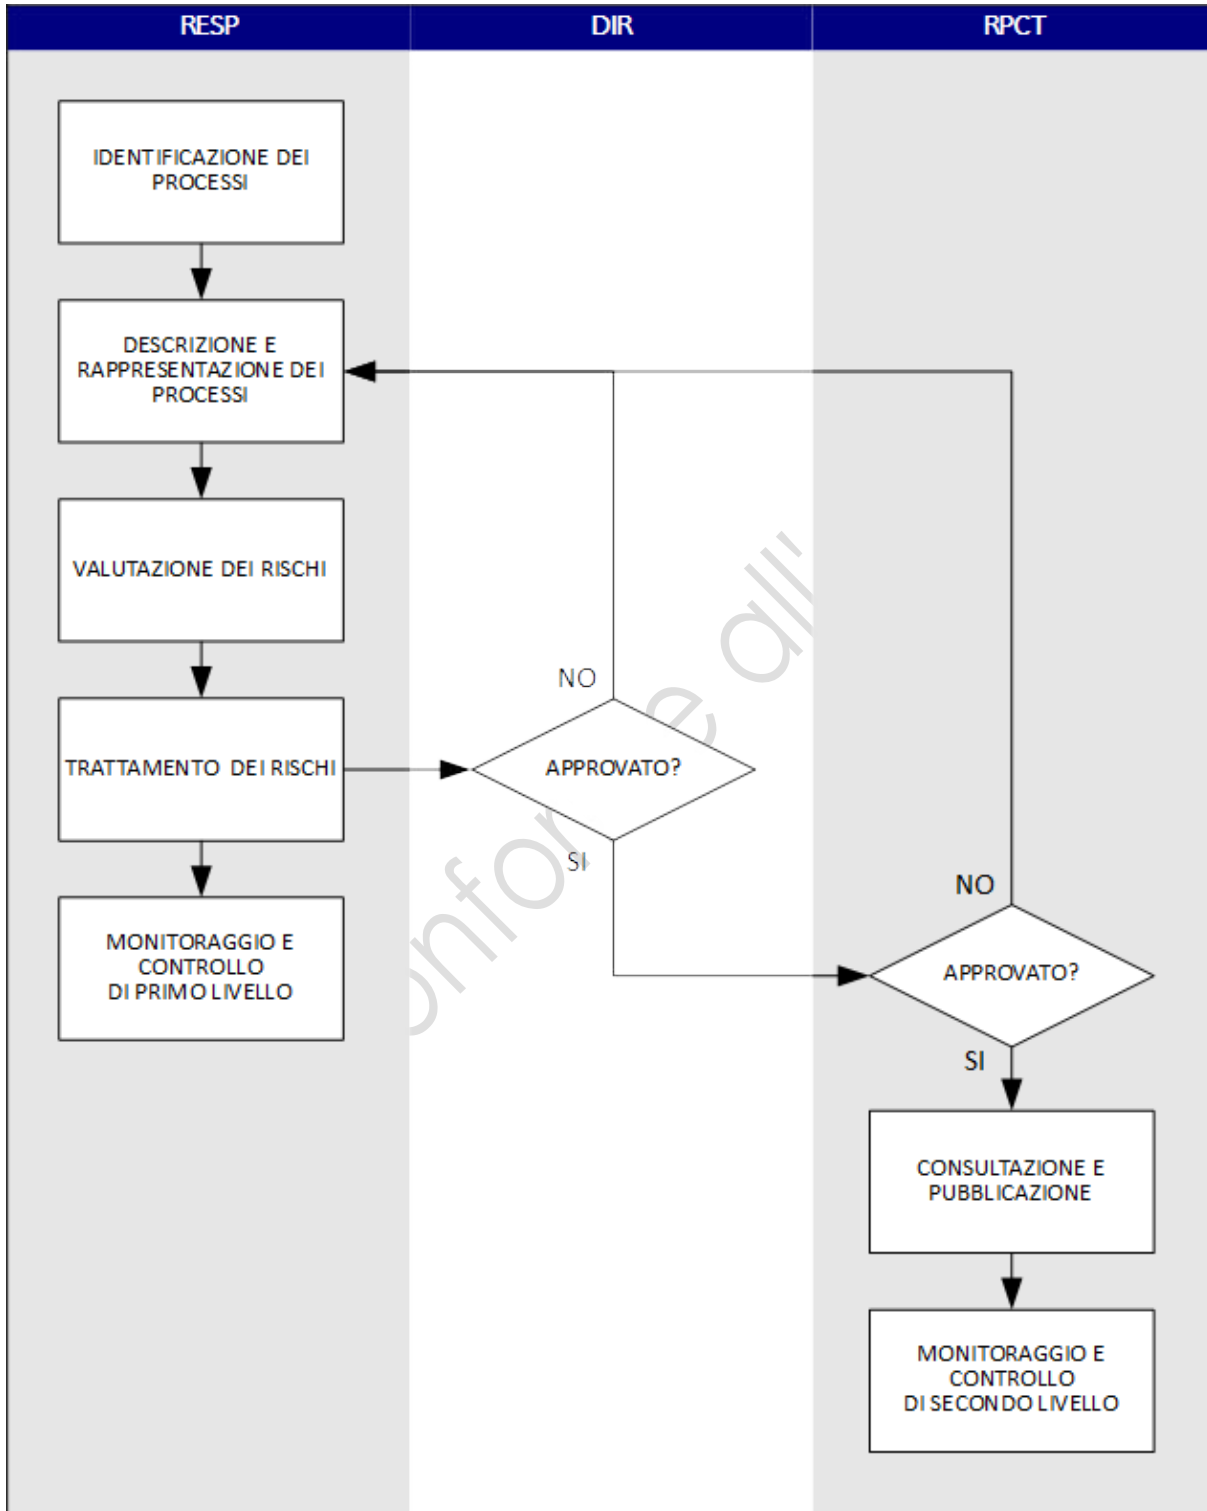 RESP
DIR
RPCT
IDENTIFICAZIONE DEI
PROCESSI
DESCRIZIONE E
RAPPRESENTAZIONE DEI
PROCESSI
VALUTAZIONE DEI RISCHI
NO
TRATTAMENTO DEI RISCHI
APPROVATO?
SI
MONITORAGGIO E
CONTROLLO
DI PRIMO LIVELLO
NO
APPROVATO?
SI
CONSULTAZIONE E
PUBBLICAZIONE
MONITORAGGIO E
CONTROLLO
DI SECONDO LIVELLO
all'